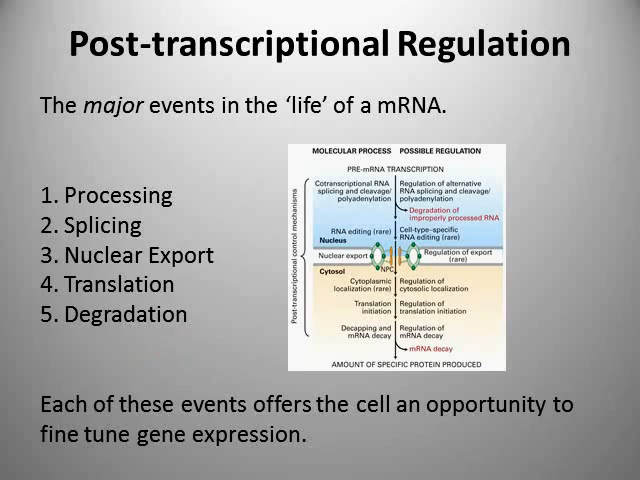 Post-transcriptional Regulation
The major events in the ‘life’ of a mRNA.
1. Processing
2. Splicing
3. Nuclear Export
4. Translation
5. Degradation
MOLECULAR PROCESS POSSIBLE REGULATION
PRE-mRNA TRANSCRIPTION
Post-transcriptional control mechanisms
Cotranscriptional RNA
splicing and cleavage/
polyadenylation
Regulation of alternative
RNA splicing and cleavage/
polyadenylation
Degradation of
improperly processed RNA
RNA editing (rare)
Cell-type–specific
RNA editing (rare)
Nucleus
Nuclear export
Regulation of export
(rare)
NPC
Cytosol
Cytoplasmic
localization (rare)
Regulation of
cytosolic localization
Translation
initiation
Regulation of
translation initiation
Decapping and
mRNA decay
Regulation of
mRNA decay
mRNA decay
AMOUNT OF SPECIFIC PROTEIN PRODUCED
Each of these events offers the cell an opportunity to
fine tune gene expression.